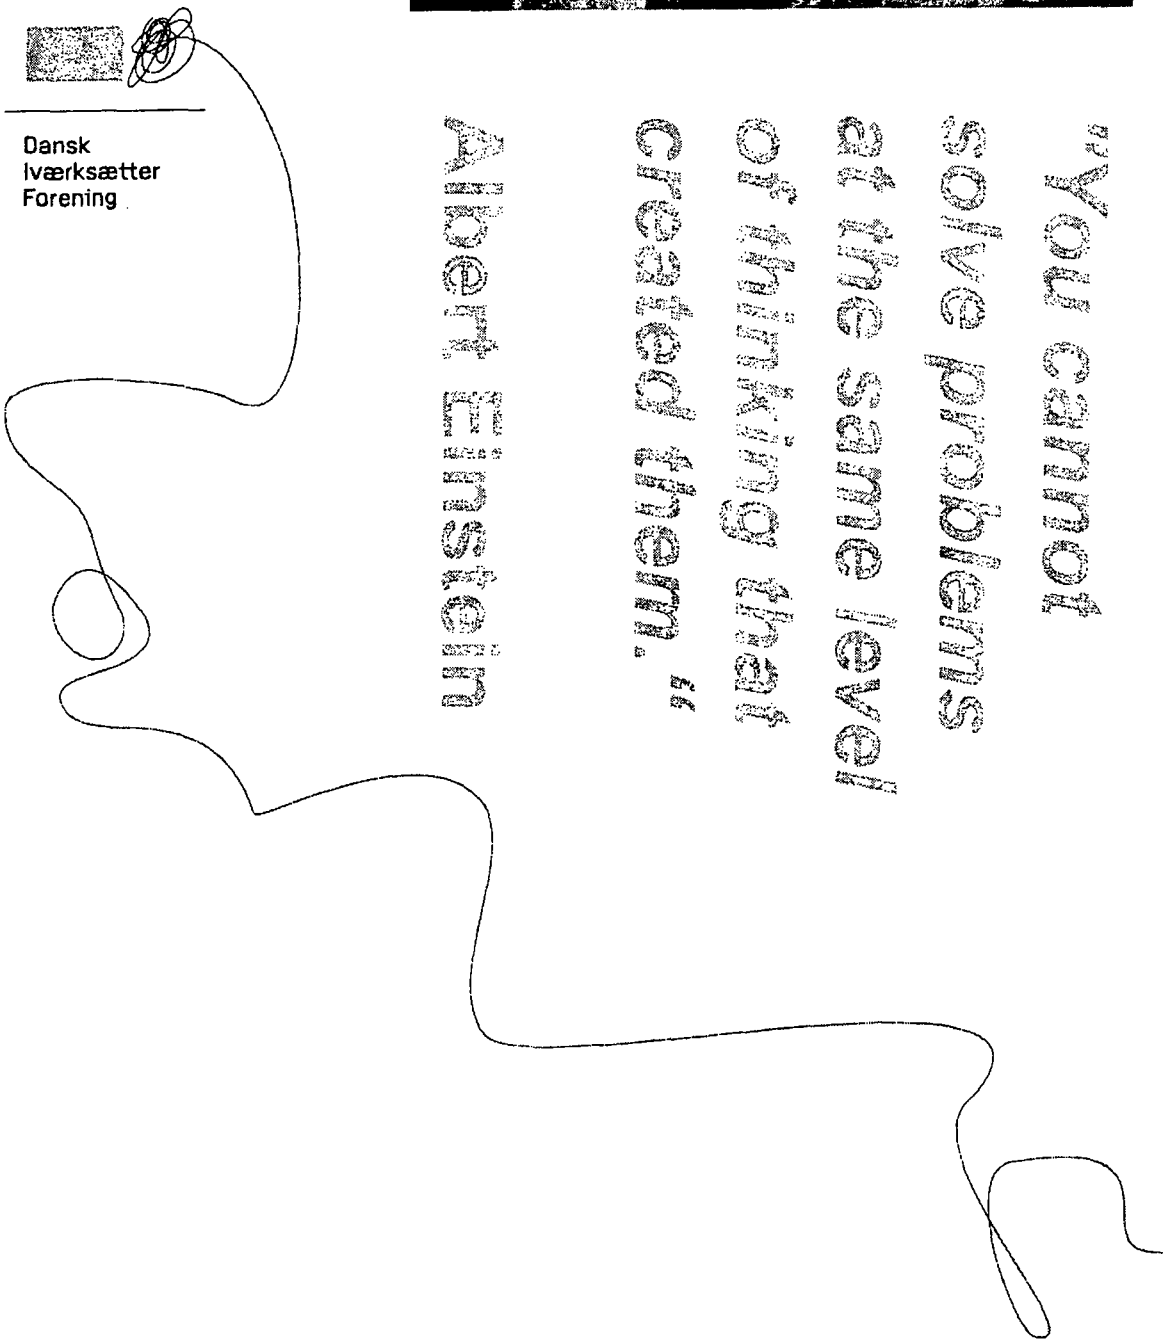 Dansk
Iværksætter
Forening
"You cannot
solve problems
at the same level
of thinking that
created them."
Albert Einstein